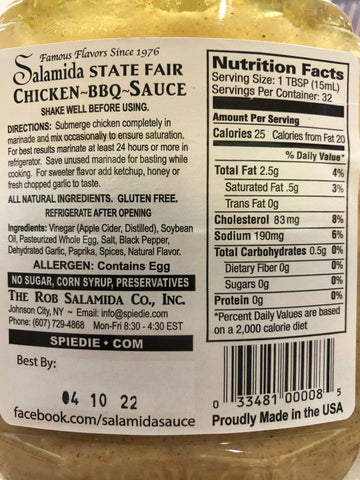 Famous Flavors Since 1976
Salamida STATE FAIR
CHICKEN~BBQ~SAUCE
SHAKE WELL BEFORE USING.
DIRECTIONS: Submerge chicken completely in
marinade and mix occasionally to ensure saturation.
For best results marinate at least 24 hours or more in
refrigerator. Save unused marinade for basting while
cooking. For sweeter flavor add ketchup, honey or
fresh chopped garlic to taste.
ALL NATURAL INGREDIENTS. GLUTEN FREE.
REFRIGERATE AFTER OPENING
Ingredients: Vinegar (Apple Cider, Distilled), Soybean
Oil, Pasteurized Whole Egg, Salt, Black Pepper,
Dehydrated Garlic, Paprika, Spices, Natural Flavor.
ALLERGEN: Contains Egg
NO SUGAR, CORN SYRUP, PRESERVATIVES
THE ROB SALAMIDA CO., INC.
Johnson City, NY ~ Email: info@spiedie.com
Phone: (607) 729-4868 Mon-Fri 8:30 - 4:30 EST
SPIEDIE • COM
Best By:
04 10 22
facebook.com/salamidasauce
Nutrition Facts
Serving Size: 1 TBSP (15mL)
Servings Per Container: 32
Amount Per Serving
Calories 25 Calories from Fat 20
% Daily Value*
Total Fat 2.5g 4%
Saturated Fat .5g 3%
Trans Fat 0g
Cholesterol 83mg 8%
Sodium 190mg 6%
Total Carbohydrates 0.5g 0%
Dietary Fiber 0g 0%
Sugars 0g 0%
Protein 0g 0%
*Percent Daily Values are based
on a 2,000 calorie diet
0 33481 00008 5
Proudly Made in the USA